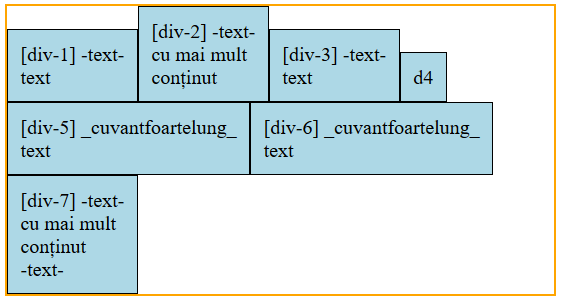 [div-1] -text-
text
[div-2] -text-
cu mai mult
conținut
[div-3] -text-
text
d4
[div-5] _cuvantfoartelung_
text
[div-6] _cuvantfoartelung_
text
[div-7] -text-
cu mai mult
conținut
-text-